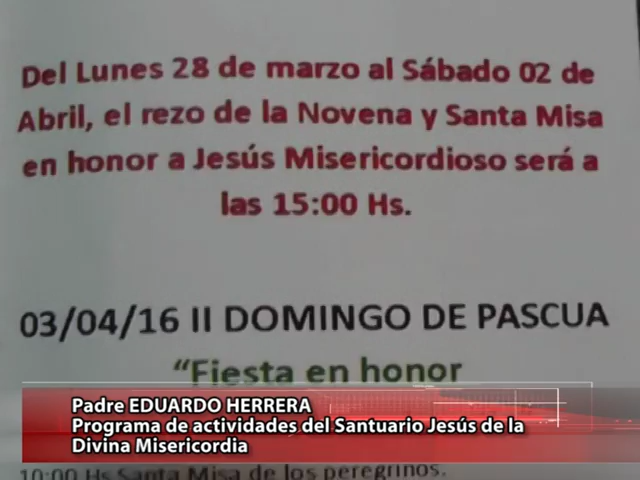 Del Lunes 28 de marzo al Sábado 02 de
Abril, el rezo de la Novena y Santa Misa
en honor a Jesús Misericordioso será a
las 15:00 Hs.
03/04/16 II DOMINGO DE PASCUA
“Fiesta en honor
Padre EDUARDO HERRERA
Programa de actividades del Santuario Jesús de la
Divina Misericordia
10:00 Hs Santa Misa de los peregrinos.